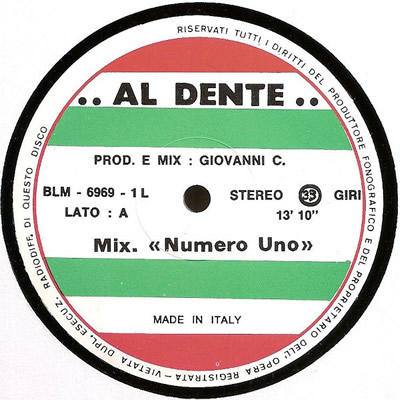 .. AL DENTE ..
PROD. E MIX : GIOVANNI C.
BLM - 6969 - 1 L STEREO 33 GIRI
LATO : A 13' 10"
Mix. «Numero Uno»
MADE IN ITALY
RISERVATI TUTTI I DIRITTI DEL PRODUTTORE FONOGRAFICO E DEL PROPRIETARIO DELL' OPERA REGISTRATA - VIETATA DUPL. ESECUZ. RADIODIFF. DI QUESTO DISCO